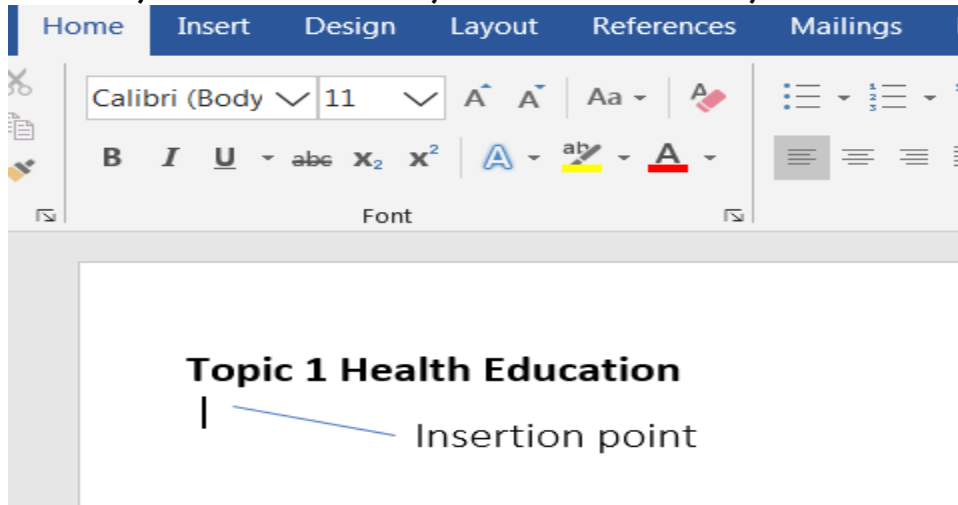 Home Insert Design Layout References Mailings
Calibri (Body 11 A A Aa A
B I U abc X₂ X² A ab A
Font
Topic 1 Health Education
Insertion point